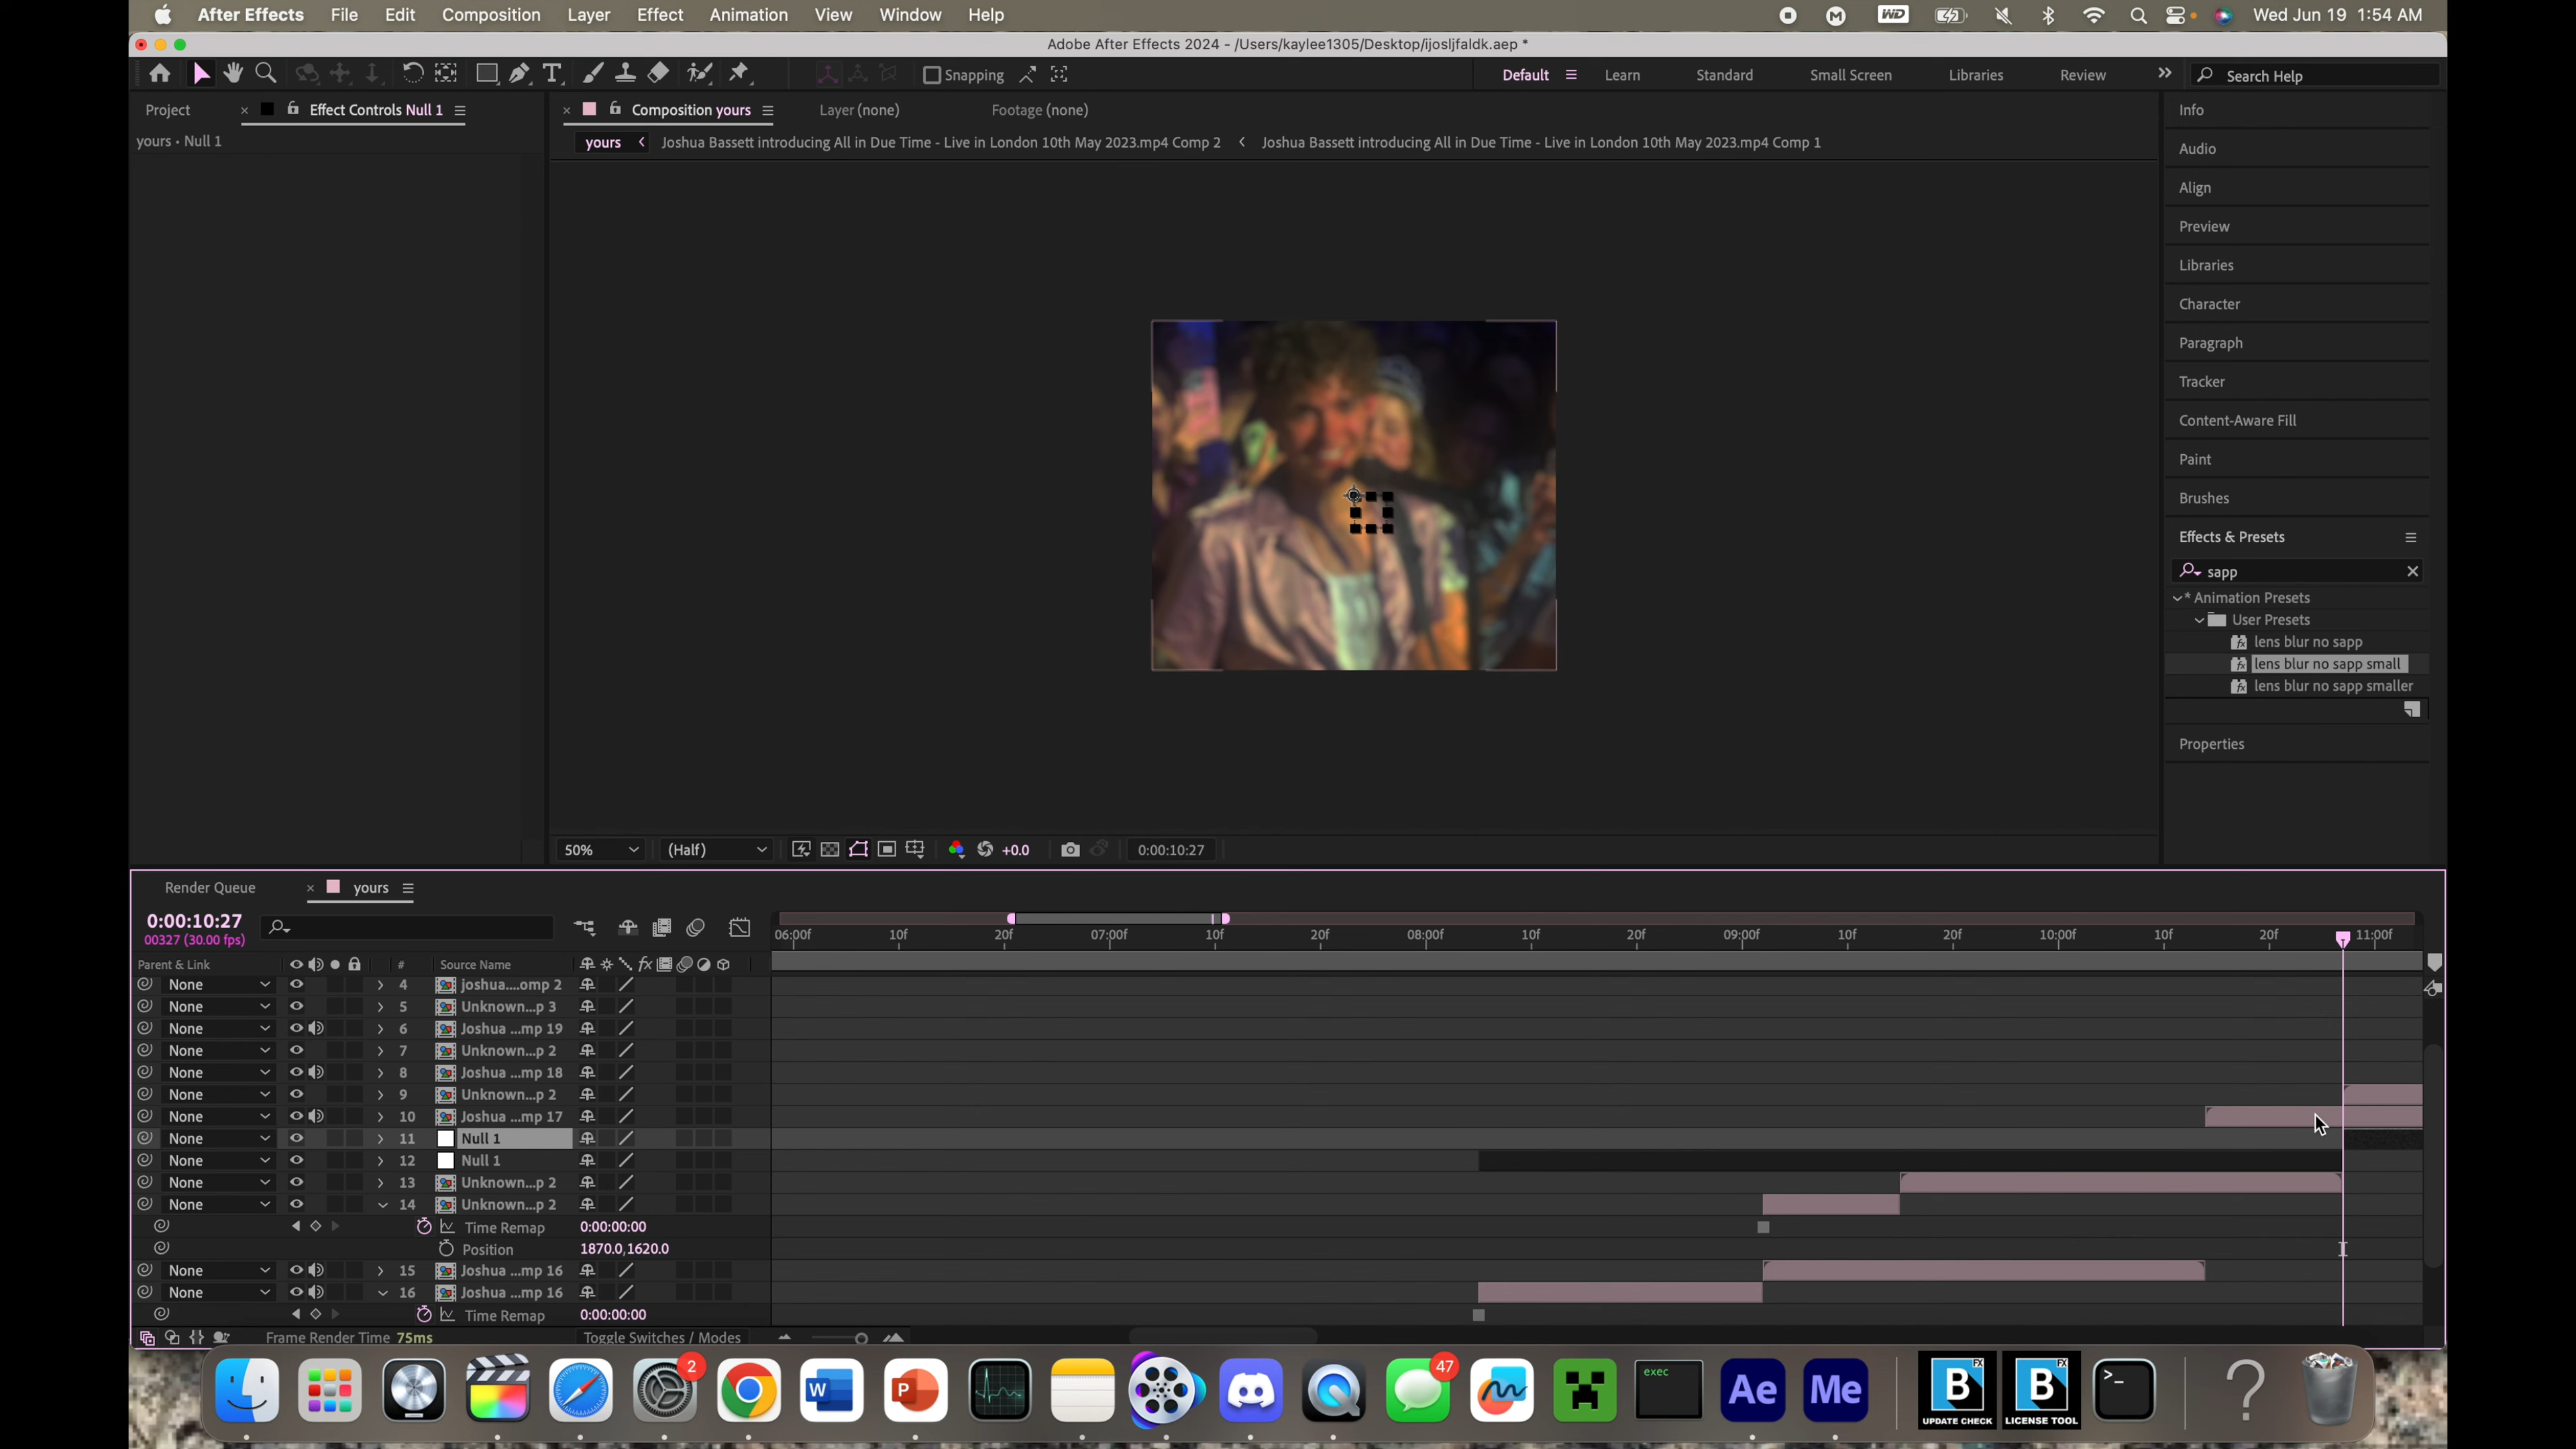 After Effects File Edit Composition Layer Effect Animation View Window Help WD Wed Jun 19 1:54 AM
Adobe After Effects 2024 - /Users/kaylee1305/Desktop/ijosljfaldk.aep *
Snapping Default Learn Standard Small Screen Libraries Review Search Help
Project Effect Controls Null 1 Composition yours Layer (none) Footage (none) Info
yours • Null 1 yours Joshua Bassett introducing All in Due Time - Live in London 10th May 2023.mp4 Comp 2 Joshua Bassett introducing All in Due Time - Live in London 10th May 2023.mp4 Comp 1
Audio
Align
Preview
Libraries
Character
Paragraph
Tracker
Content-Aware Fill
Paint
Brushes
Effects & Presets
sapp
* Animation Presets
User Presets
lens blur no sapp
lens blur no sapp small
lens blur no sapp smaller
Properties
50% (Half) +0.0 0:00:10:27
Render Queue yours
0:00:10:27
00327 (30.00 fps)
06:00f 10f 20f 07:00f 10f 20f 08:00f 10f 20f 09:00f 10f 20f 10:00f 10f 20f 11:00f
Parent & Link # Source Name fx
None 4 joshua....omp 2
None 5 Unknown...p 3
None 6 Joshua ...mp 19
None 7 Unknown...p 2
None 8 Joshua ...mp 18
None 9 Unknown...p 2
None 10 Joshua ...mp 17
None 11 Null 1
None 12 Null 1
None 13 Unknown...p 2
None 14 Unknown...p 2
Time Remap 0:00:00:00
Position 1870.0,1620.0
None 15 Joshua ...mp 16
None 16 Joshua ...mp 16
Time Remap 0:00:00:00
Frame Render Time 75ms Toggle Switches / Modes
2 W P 47 exec Ae Me B FX UPDATE CHECK B FX LICENSE TOOL >_ ?